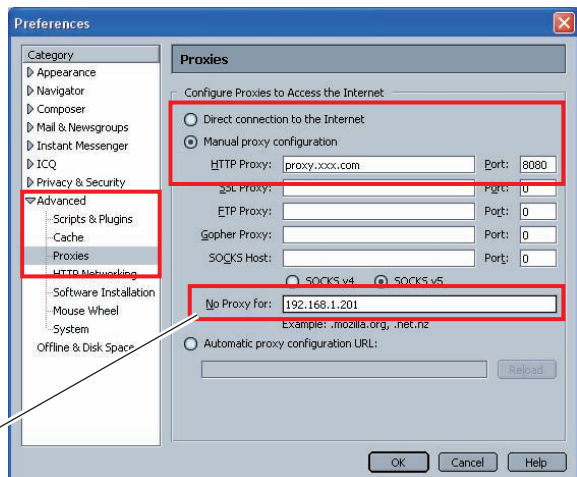 Preferences
Category
Appearance
Navigator
Composer
Mail & Newsgroups
Instant Messenger
ICQ
Privacy & Security
Advanced
Scripts & Plugins
Cache
Proxies
HTTP Networking
Software Installation
Mouse Wheel
System
Offline & Disk Space
Proxies
Configure Proxies to Access the Internet
Direct connection to the Internet
Manual proxy configuration
HTTP Proxy: proxy.xxx.com Port: 8080
SSL Proxy: Port: 0
FTP Proxy: Port: 0
Gopher Proxy: Port: 0
SOCKS Host: Port: 0
SOCKS v4 SOCKS v5
No Proxy for: 192.168.1.201
Example: .mozilla.org, .net.nz
Automatic proxy configuration URL:
Reload
OK Cancel Help